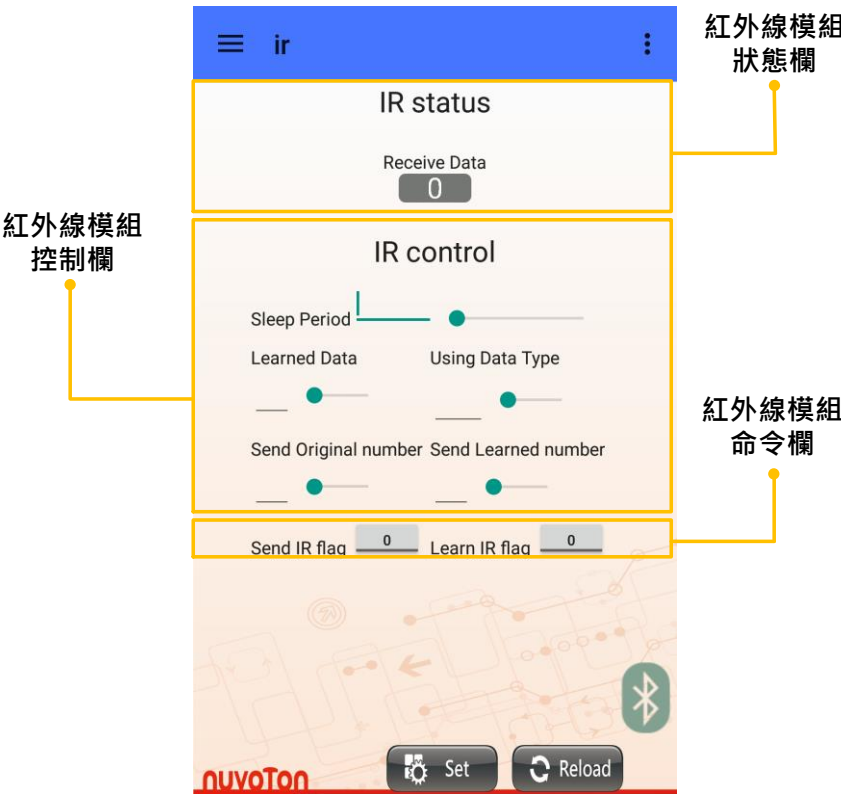 ir
紅外線模組
狀態欄
IR status
Receive Data
0
紅外線模組
控制欄
IR control
Sleep Period
Learned Data Using Data Type
Send Original number Send Learned number
紅外線模組
命令欄
Send IR flag 0 Learn IR flag 0
nuvoTon
Set Reload